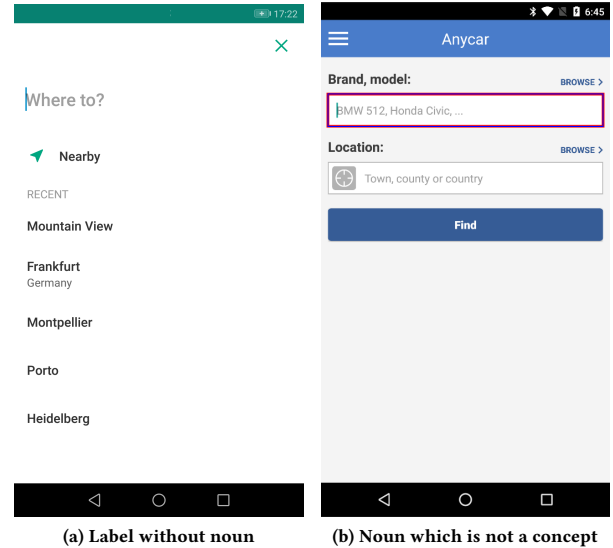 17:22
Where to?
Nearby
RECENT
Mountain View
Frankfurt
Germany
Montpellier
Porto
Heidelberg
(a) Label without noun
6:45
Anycar
Brand, model:
BROWSE >
BMW 512, Honda Civic, ...
Location:
BROWSE >
Town, county or country
Find
(b) Noun which is not a concept